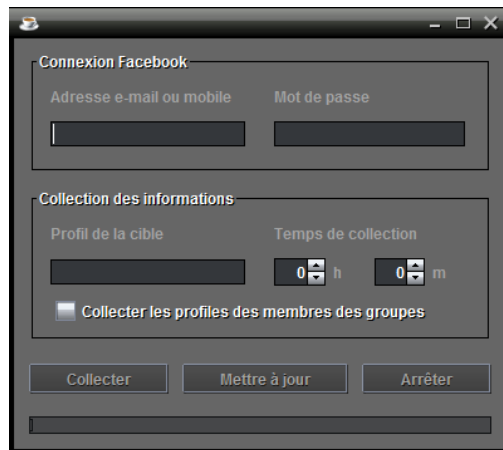 Connexion Facebook
Adresse e-mail ou mobile Mot de passe
Collection des informations
Profil de la cible Temps de collection
0 h 0 m
Collecter les profiles des membres des groupes
Collecter Mettre à jour Arrêter